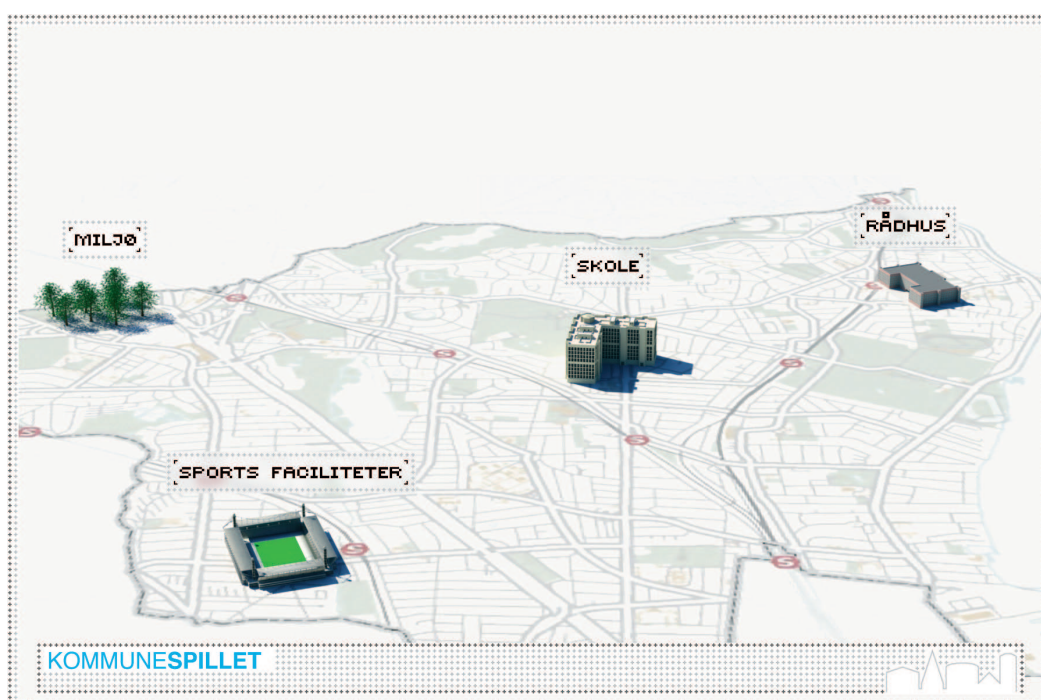 MILJØ
RÅDHUS
SKOLE
SPORTS FACILITETER
KOMMUNESPILLET